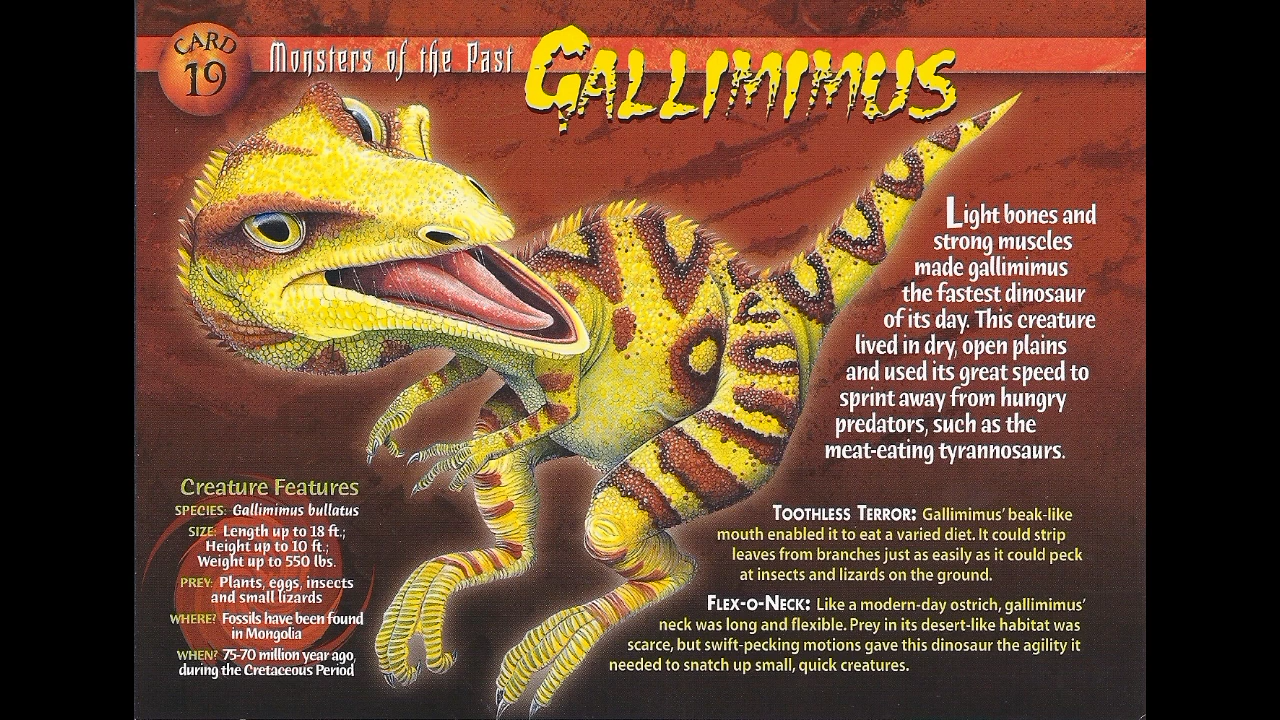 CARD
19
Monsters of the Past
GALLIMIMUS
Light bones and
strong muscles
made gallimimus
the fastest dinosaur
of its day. This creature
lived in dry, open plains
and used its great speed to
sprint away from hungry
predators, such as the
meat-eating tyrannosaurs.
Creature Features
SPECIES: Gallimimus bullatus
SIZE: Length up to 18 ft.;
Height up to 10 ft.;
Weight up to 550 lbs.
PREY: Plants, eggs, insects
and small lizards
WHERE? Fossils have been found
in Mongolia
WHEN? 75-70 million year ago,
during the Cretaceous Period
TOOTHLESS TERROR: Gallimimus' beak-like
mouth enabled it to eat a varied diet. It could strip
leaves from branches just as easily as it could peck
at insects and lizards on the ground.
FLEX-O-NECK: Like a modern-day ostrich, gallimimus'
neck was long and flexible. Prey in its desert-like habitat was
scarce, but swift-pecking motions gave this dinosaur the agility it
needed to snatch up small, quick creatures.